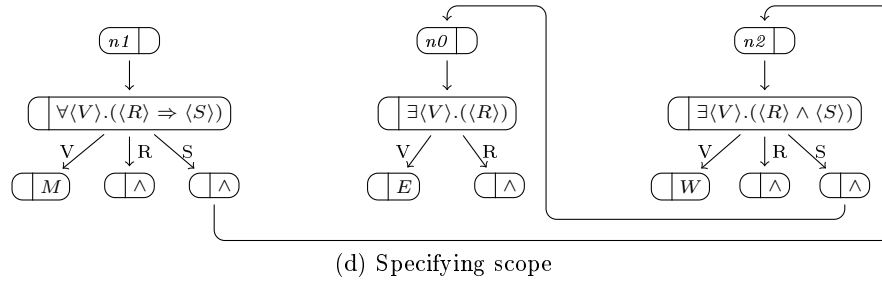 n1 n0 n2
∀⟨V⟩.(⟨R⟩ ⇒ ⟨S⟩) ∃⟨V⟩.(⟨R⟩) ∃⟨V⟩.(⟨R⟩ ∧ ⟨S⟩)
V R S V R V R S
M ∧ ∧ E ∧ W ∧ ∧
(d) Specifying scope